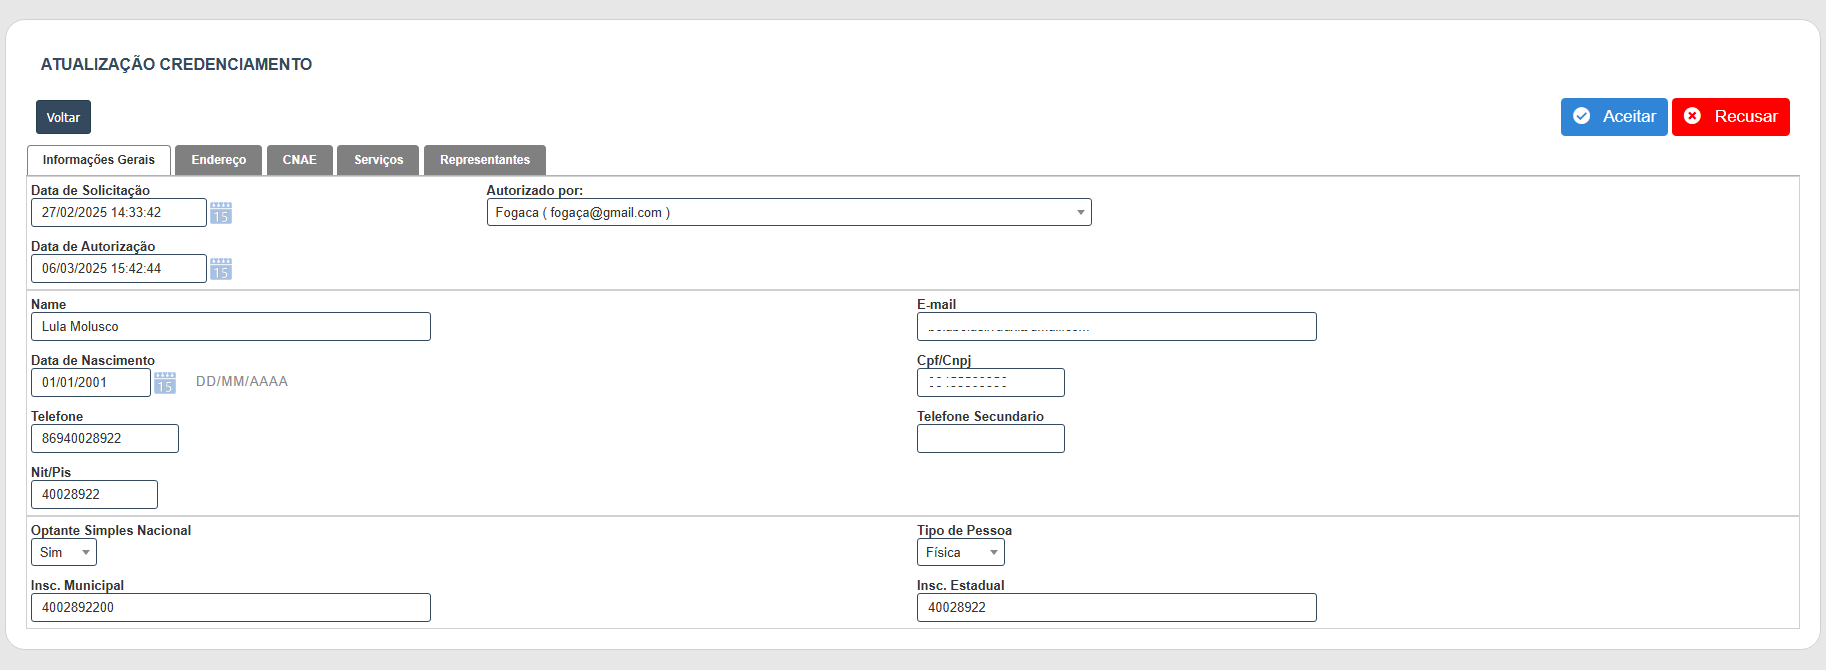 ATUALIZAÇÃO CREDENCIAMENTO
Voltar
Aceitar
Recusar
Informações Gerais
Endereço
CNAE
Serviços
Representantes
Data de Solicitação
27/02/2025 14:33:42
15
Autorizado por:
Fogaca ( fogaça@gmail.com )
Data de Autorização
06/03/2025 15:42:44
15
Name
Lula Molusco
E-mail
Data de Nascimento
01/01/2001
15
DD/MM/AAAA
Cpf/Cnpj
Telefone
86940028922
Telefone Secundario
Nit/Pis
40028922
Optante Simples Nacional
Sim
Tipo de Pessoa
Física
Insc. Municipal
4002892200
Insc. Estadual
40028922